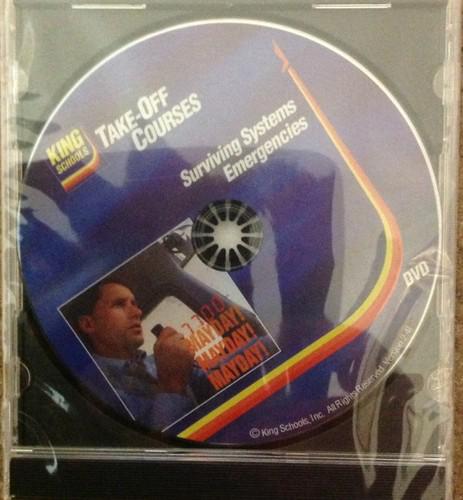 KING
SCHOOLS
TAKE-OFF
COURSES
Surviving Systems
Emergencies
DVD
MAYDAY!
MAYDAY!
MAYDAY!
© King Schools, Inc. All Rights Reserved.